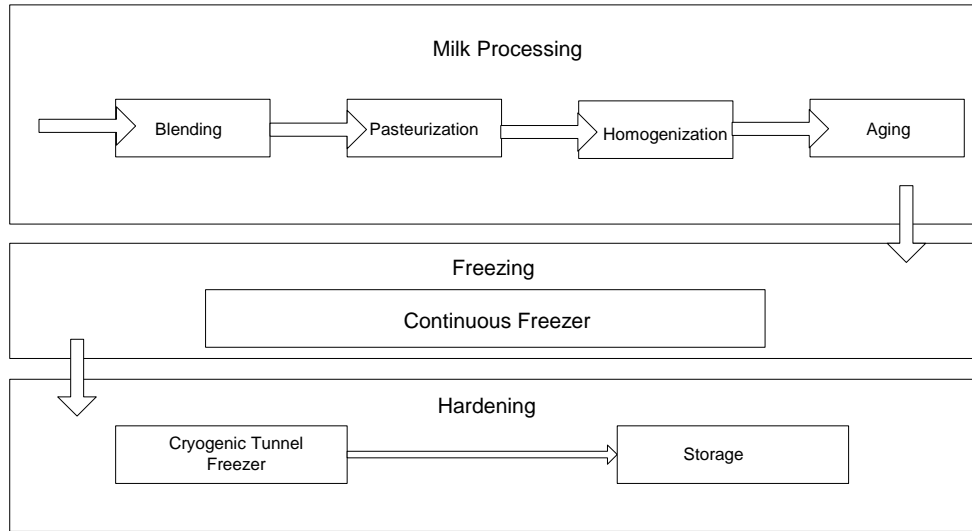 Milk Processing
Blending
Pasteurization
Homogenization
Aging
Freezing
Continuous Freezer
Hardening
Cryogenic Tunnel
Freezer
Storage